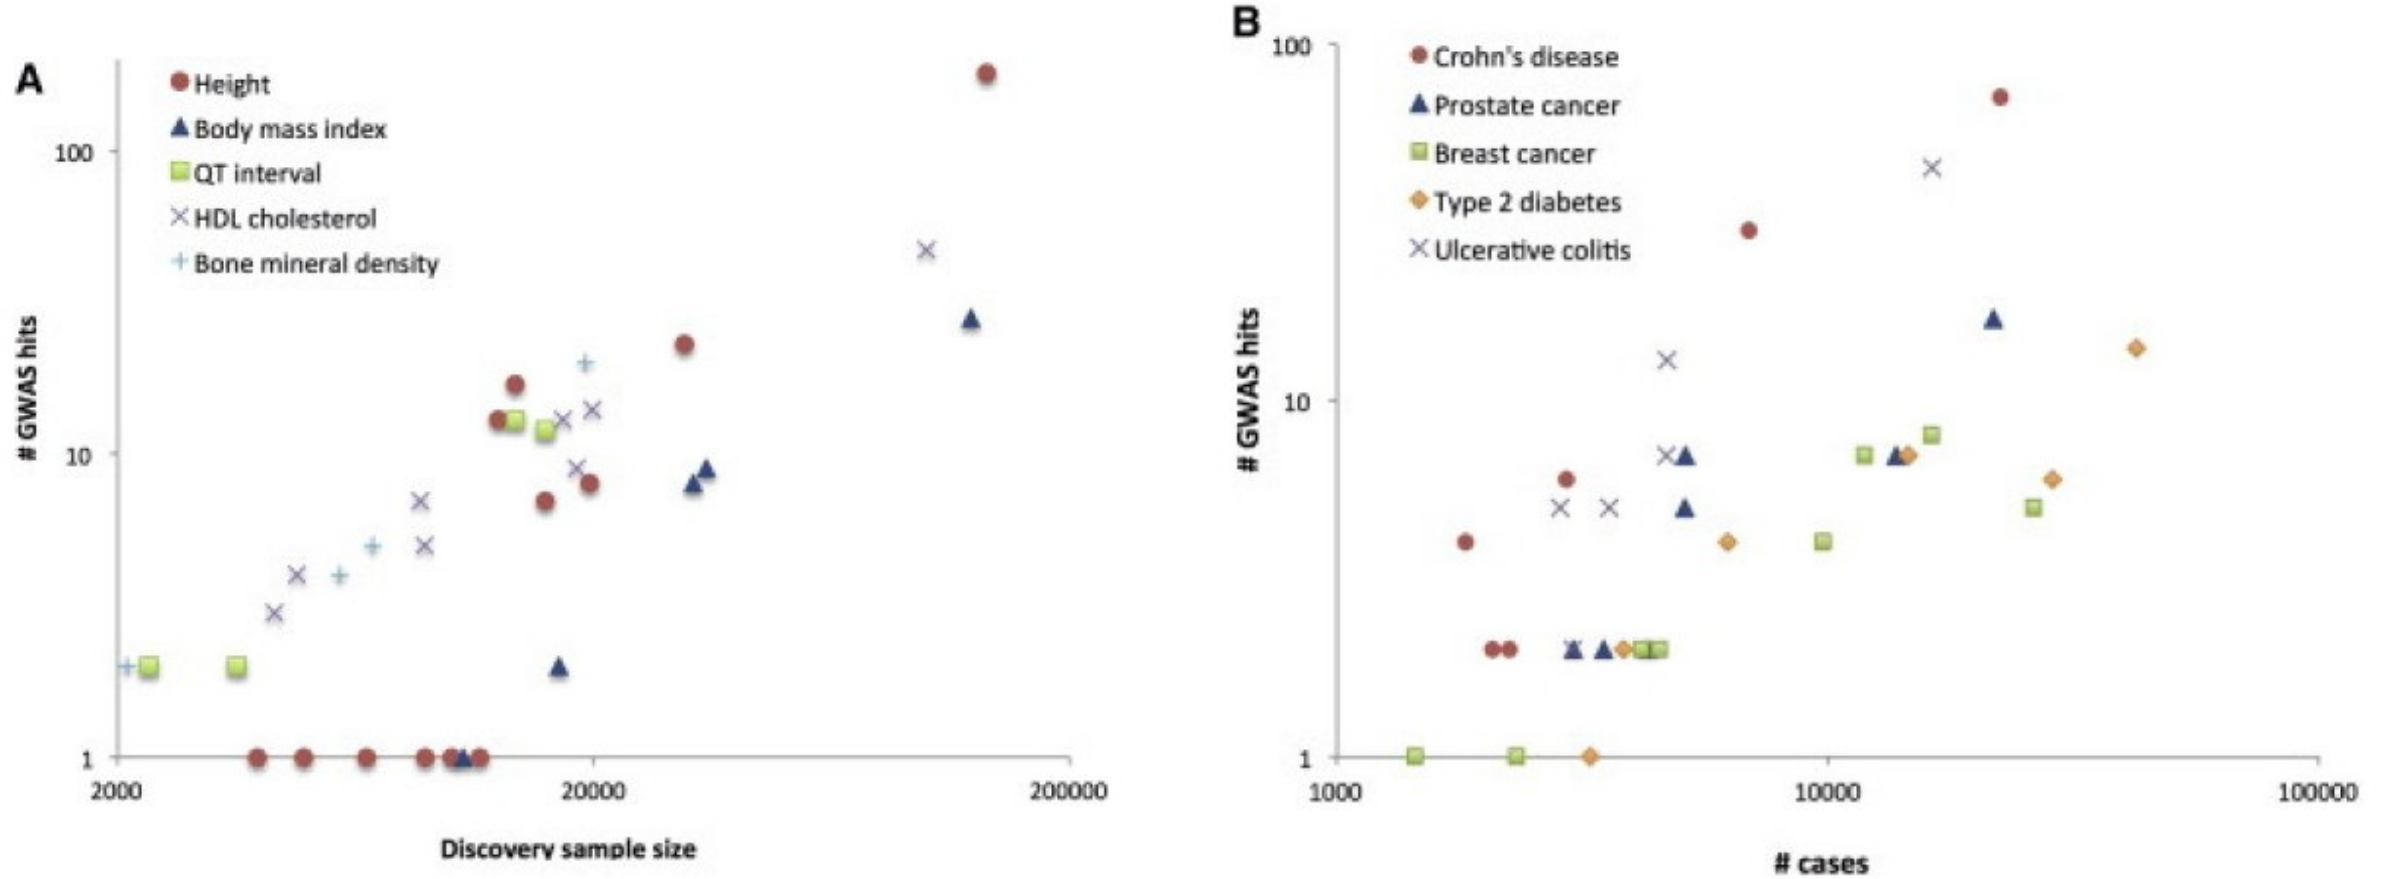 A
Height
Body mass index
QT interval
HDL cholesterol
Bone mineral density
# GWAS hits
100
10
1
2000
20000
200000
Discovery sample size
B
Crohn's disease
Prostate cancer
Breast cancer
Type 2 diabetes
Ulcerative colitis
# GWAS hits
100
10
1
1000
10000
100000
# cases